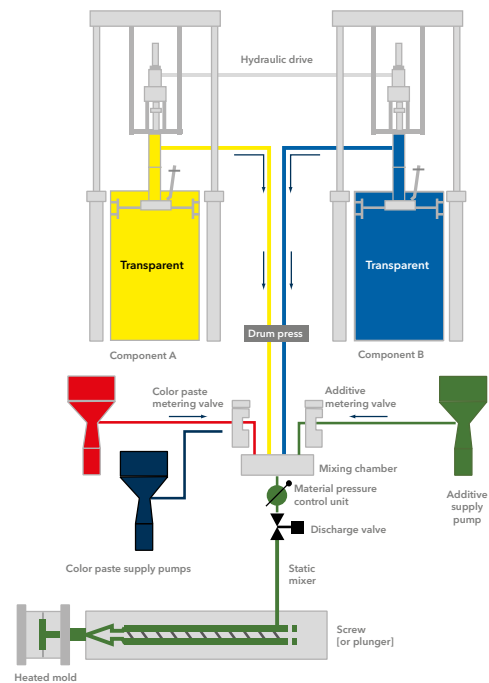 Hydraulic drive
Transparent
Transparent
Drum press
Component A
Component B
Color paste
metering valve
Additive
metering valve
Mixing chamber
Material pressure
control unit
Additive
supply
pump
Discharge valve
Color paste supply pumps
Static
mixer
Screw
[or plunger]
Heated mold